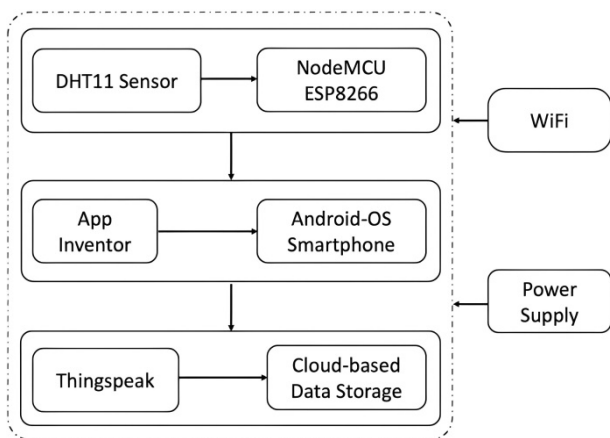 DHT11 Sensor
NodeMCU
ESP8266
WiFi
App
Inventor
Android-OS
Smartphone
Power
Supply
Thingspeak
Cloud-based
Data Storage